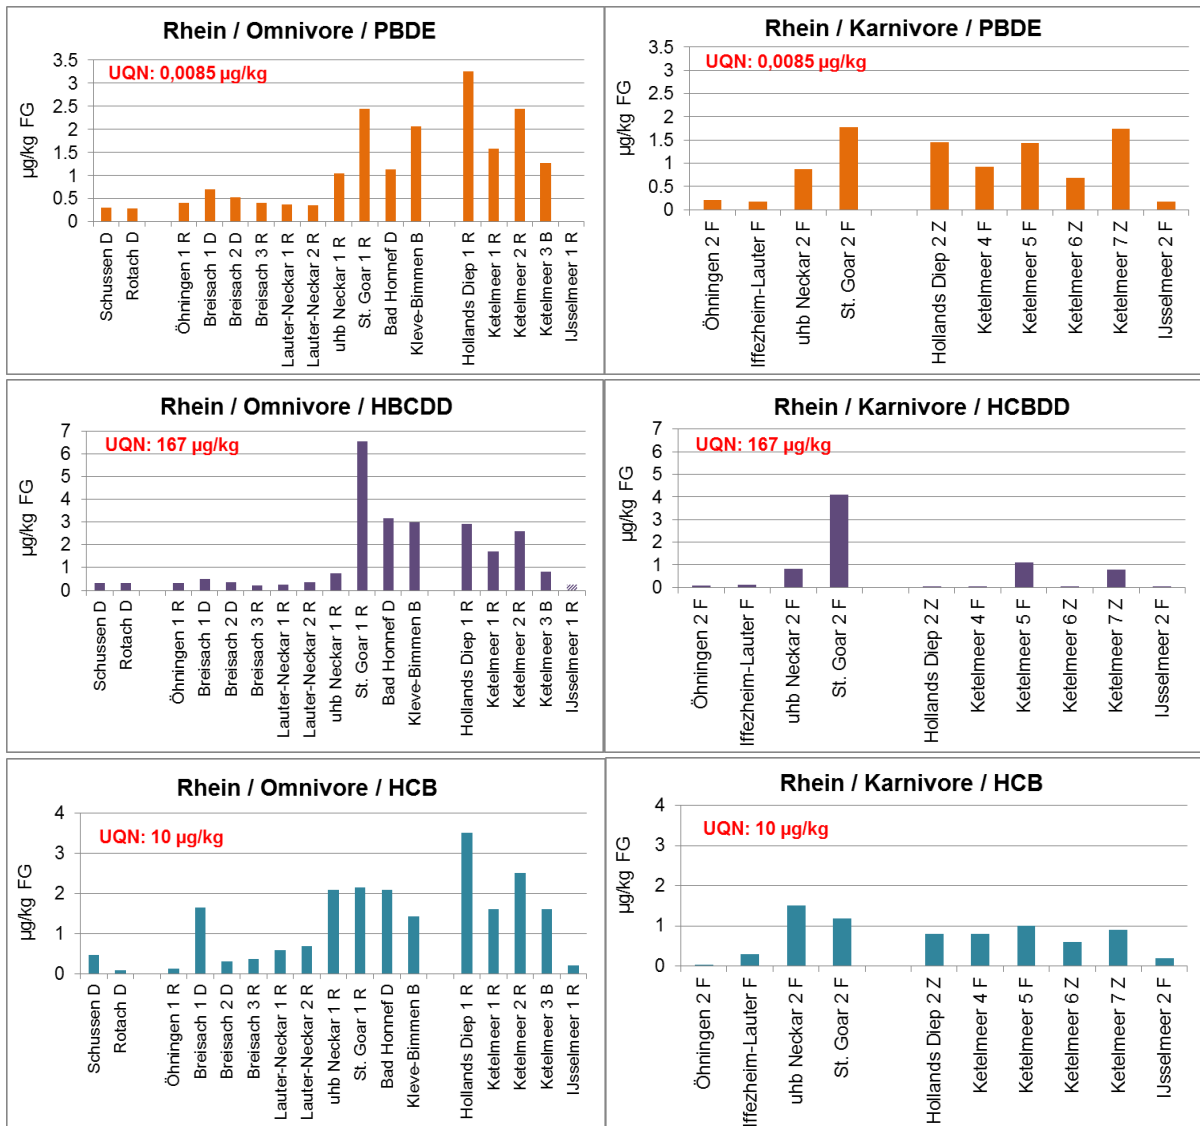 Rhein / Omnivore / PBDE
UQN: 0,0085 µg/kg
µg/kg FG
3.5
3
2.5
2
1.5
1
0.5
0
Schussen D
Rotach D
Öhningen 1 R
Breisach 1 D
Breisach 2 D
Breisach 3 R
Lauter-Neckar 1 R
Lauter-Neckar 2 R
uhb Neckar 1 R
St. Goar 1 R
Bad Honnef D
Kleve-Bimmen B
Hollands Diep 1 R
Ketelmeer 1 R
Ketelmeer 2 R
Ketelmeer 3 B
IJsselmeer 1 R
Rhein / Karnivore / PBDE
UQN: 0,0085 µg/kg
µg/kg FG
3.5
3
2.5
2
1.5
1
0.5
0
Öhningen 2 F
Iffezheim-Lauter F
uhb Neckar 2 F
St. Goar 2 F
Hollands Diep 2 Z
Ketelmeer 4 F
Ketelmeer 5 F
Ketelmeer 6 Z
Ketelmeer 7 Z
IJsselmeer 2 F
Rhein / Omnivore / HBCDD
UQN: 167 µg/kg
µg/kg FG
7
6
5
4
3
2
1
0
Schussen D
Rotach D
Öhningen 1 R
Breisach 1 D
Breisach 2 D
Breisach 3 R
Lauter-Neckar 1 R
Lauter-Neckar 2 R
uhb Neckar 1 R
St. Goar 1 R
Bad Honnef D
Kleve-Bimmen B
Hollands Diep 1 R
Ketelmeer 1 R
Ketelmeer 2 R
Ketelmeer 3 B
IJsselmeer 1 R
Rhein / Karnivore / HCBDD
UQN: 167 µg/kg
µg/kg FG
7
6
5
4
3
2
1
0
Öhningen 2 F
Iffezheim-Lauter F
uhb Neckar 2 F
St. Goar 2 F
Hollands Diep 2 Z
Ketelmeer 4 F
Ketelmeer 5 F
Ketelmeer 6 Z
Ketelmeer 7 Z
IJsselmeer 2 F
Rhein / Omnivore / HCB
UQN: 10 µg/kg
µg/kg FG
4
3
2
1
0
Schussen D
Rotach D
Öhningen 1 R
Breisach 1 D
Breisach 2 D
Breisach 3 R
Lauter-Neckar 1 R
Lauter-Neckar 2 R
uhb Neckar 1 R
St. Goar 1 R
Bad Honnef D
Kleve-Bimmen B
Hollands Diep 1 R
Ketelmeer 1 R
Ketelmeer 2 R
Ketelmeer 3 B
IJsselmeer 1 R
Rhein / Karnivore / HCB
UQN: 10 µg/kg
µg/kg FG
4
3
2
1
0
Öhningen 2 F
Iffezheim-Lauter F
uhb Neckar 2 F
St. Goar 2 F
Hollands Diep 2 Z
Ketelmeer 4 F
Ketelmeer 5 F
Ketelmeer 6 Z
Ketelmeer 7 Z
IJsselmeer 2 F